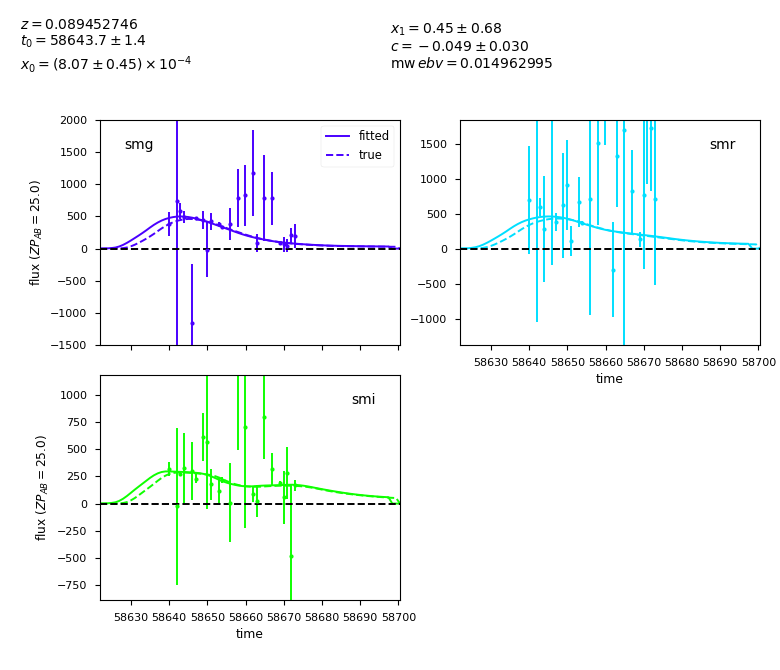 z = 0.089452746
t₀ = 58643.7 ± 1.4
x₀ = (8.07 ± 0.45) × 10⁻⁴
x₁ = 0.45 ± 0.68
c = −0.049 ± 0.030
mw ebv = 0.014962995
smg
fitted
true
2000
1500
1000
500
0
−500
−1000
−1500
flux (ZP_AB = 25.0)
smr
1500
1000
500
0
−500
−1000
58630 58640 58650 58660 58670 58680 58690 58700
time
smi
1000
750
500
250
0
−250
−500
−750
flux (ZP_AB = 25.0)
58630 58640 58650 58660 58670 58680 58690 58700
time